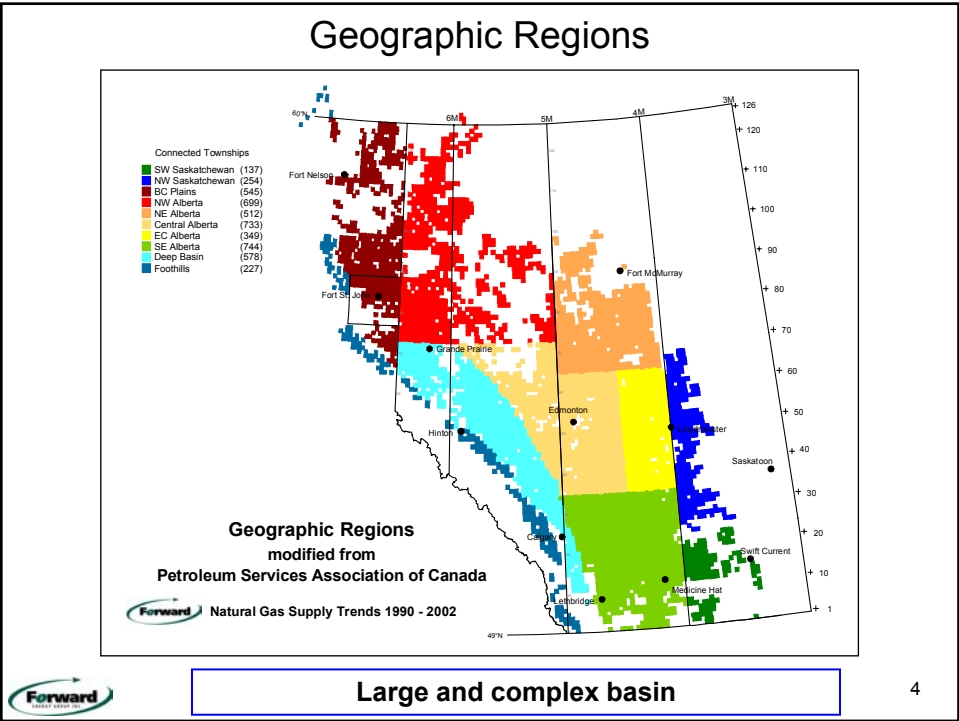 Geographic Regions
60°N
6M
5M
4M
3M
126
120
110
100
90
80
70
60
50
40
30
20
10
1
49°N
Connected Townships
SW Saskatchewan (137)
NW Saskatchewan (254)
BC Plains (545)
NW Alberta (699)
NE Alberta (512)
Central Alberta (733)
EC Alberta (349)
SE Alberta (744)
Deep Basin (578)
Foothills (227)
Fort Nelson
Fort McMurray
Fort St. John
Grande Prairie
Edmonton
Hinton
Lloydminster
Saskatoon
Calgary
Swift Current
Medicine Hat
Lethbridge
Geographic Regions
modified from
Petroleum Services Association of Canada
Forward Natural Gas Supply Trends 1990 - 2002
Forward
ENERGY GROUP INC.
Large and complex basin
4